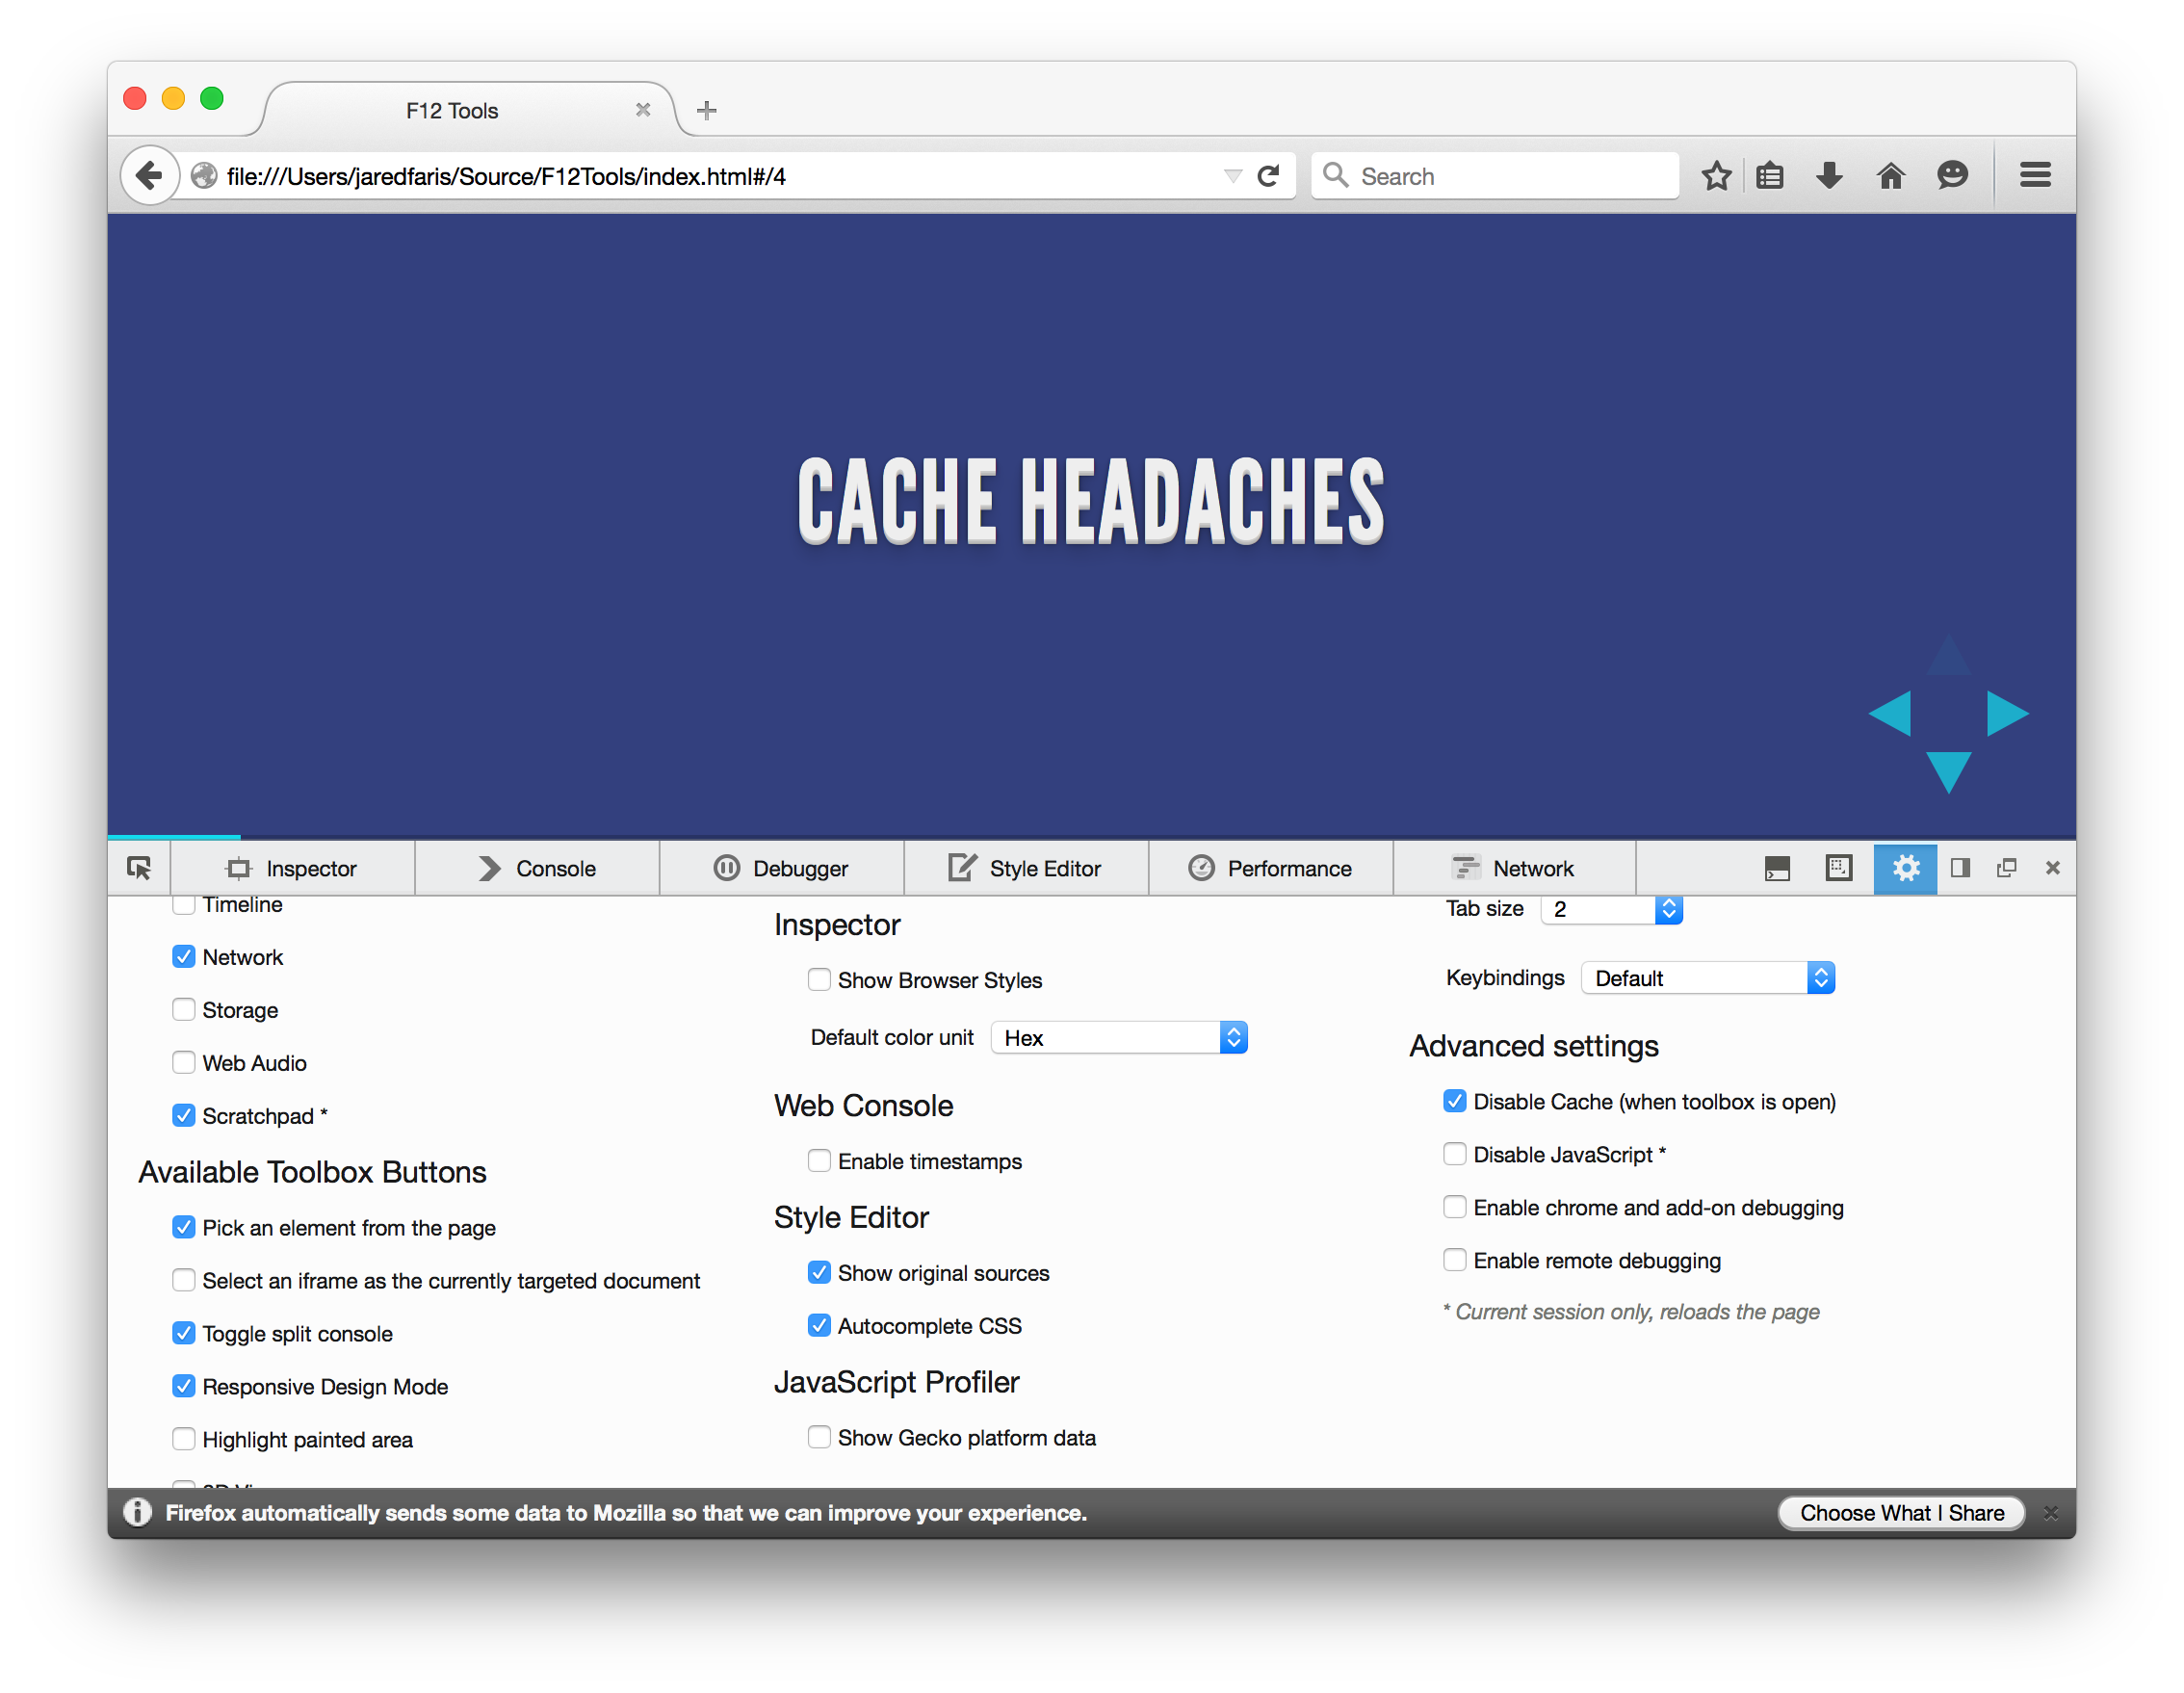 F12 Tools
file:///Users/jaredfaris/Source/F12Tools/index.html#/4
Search
CACHE HEADACHES
Inspector
Console
Debugger
Style Editor
Performance
Network
Timeline
Network
Storage
Web Audio
Scratchpad *
Available Toolbox Buttons
Pick an element from the page
Select an iframe as the currently targeted document
Toggle split console
Responsive Design Mode
Highlight painted area
Inspector
Show Browser Styles
Default color unit Hex
Web Console
Enable timestamps
Style Editor
Show original sources
Autocomplete CSS
JavaScript Profiler
Show Gecko platform data
Tab size 2
Keybindings Default
Advanced settings
Disable Cache (when toolbox is open)
Disable JavaScript *
Enable chrome and add-on debugging
Enable remote debugging
* Current session only, reloads the page
Firefox automatically sends some data to Mozilla so that we can improve your experience.
Choose What I Share